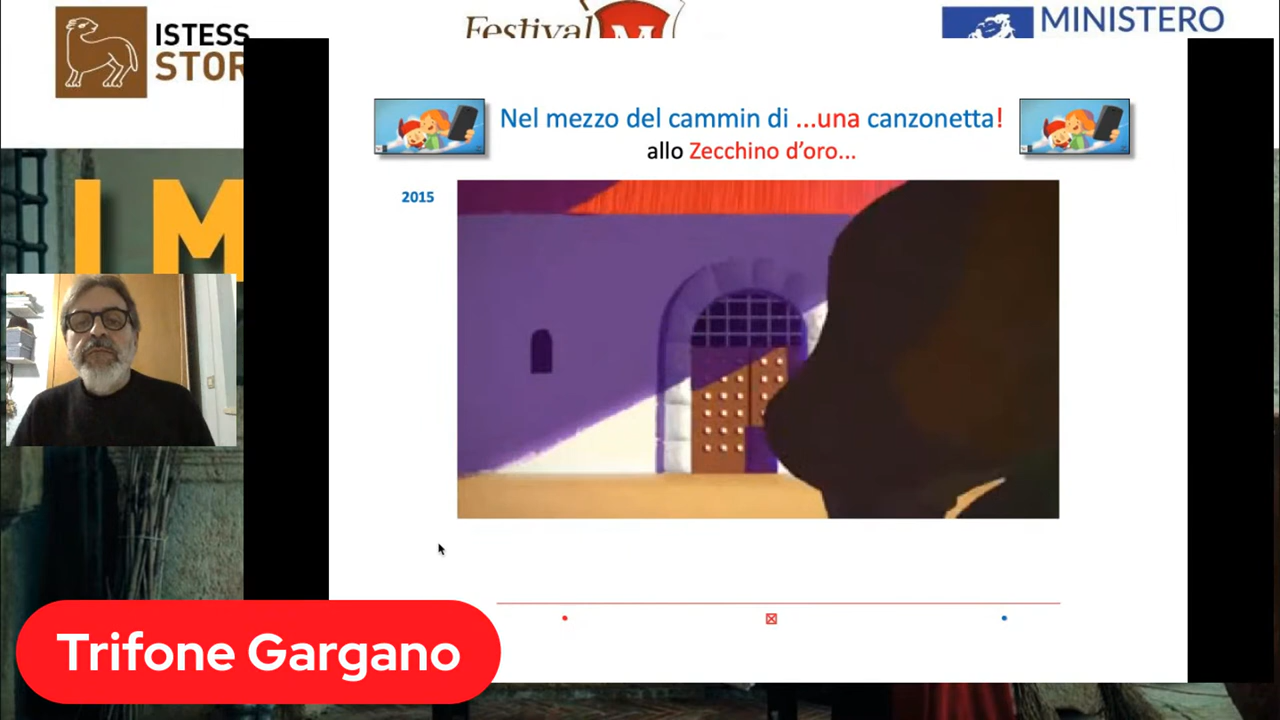 ISTESS
STOR
Festival
M
MINISTERO
I M
Nel mezzo del cammin di ...una canzonetta!
allo Zecchino d'oro...
2015
Trifone Gargano